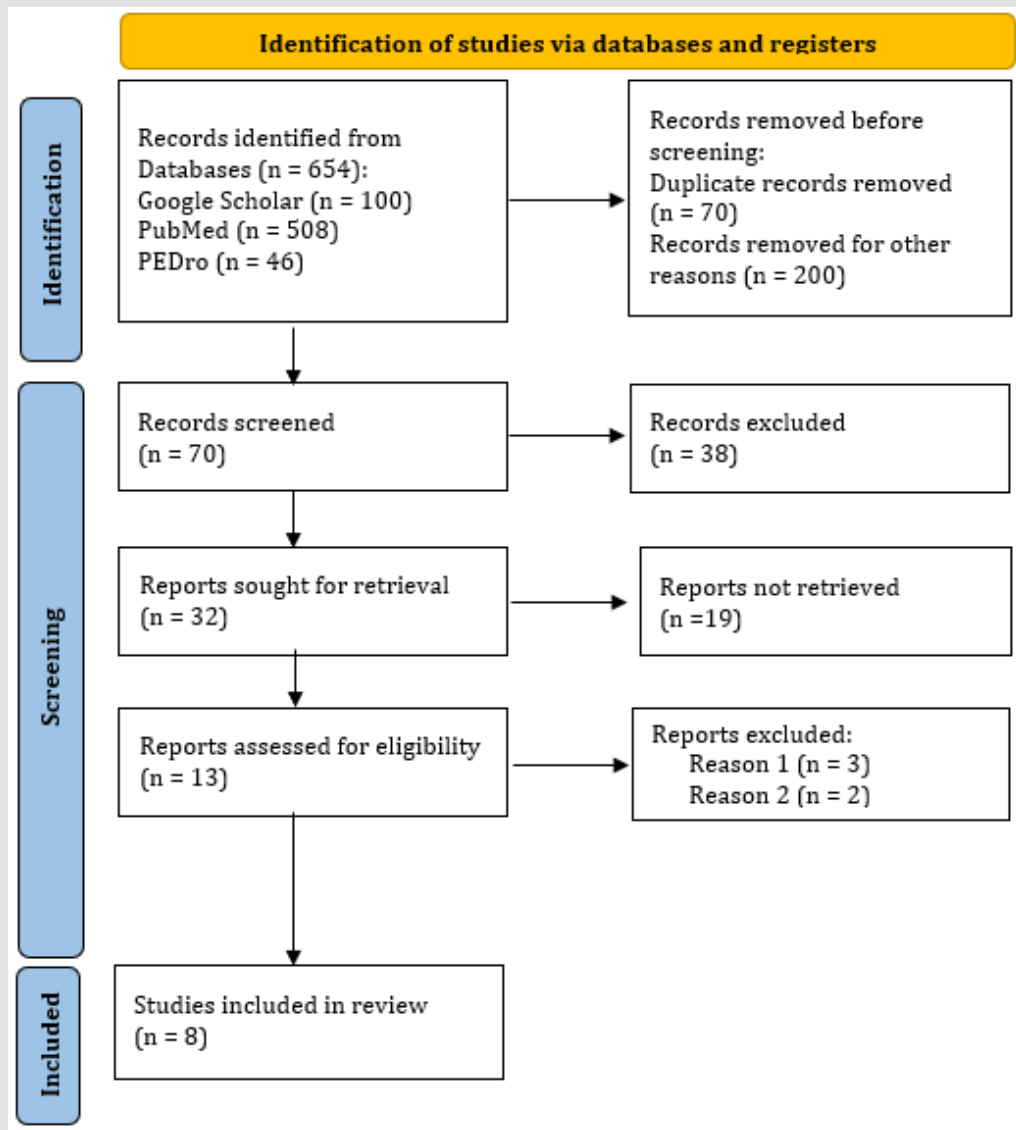 Identification of studies via databases and registers
Identification
Records identified from
Databases (n = 654):
Google Scholar (n = 100)
PubMed (n = 508)
PEDro (n = 46)
Records removed before
screening:
Duplicate records removed
(n = 70)
Records removed for other
reasons (n = 200)
Screening
Records screened
(n = 70)
Records excluded
(n = 38)
Reports sought for retrieval
(n = 32)
Reports not retrieved
(n =19)
Reports assessed for eligibility
(n = 13)
Reports excluded:
Reason 1 (n = 3)
Reason 2 (n = 2)
Included
Studies included in review
(n = 8)